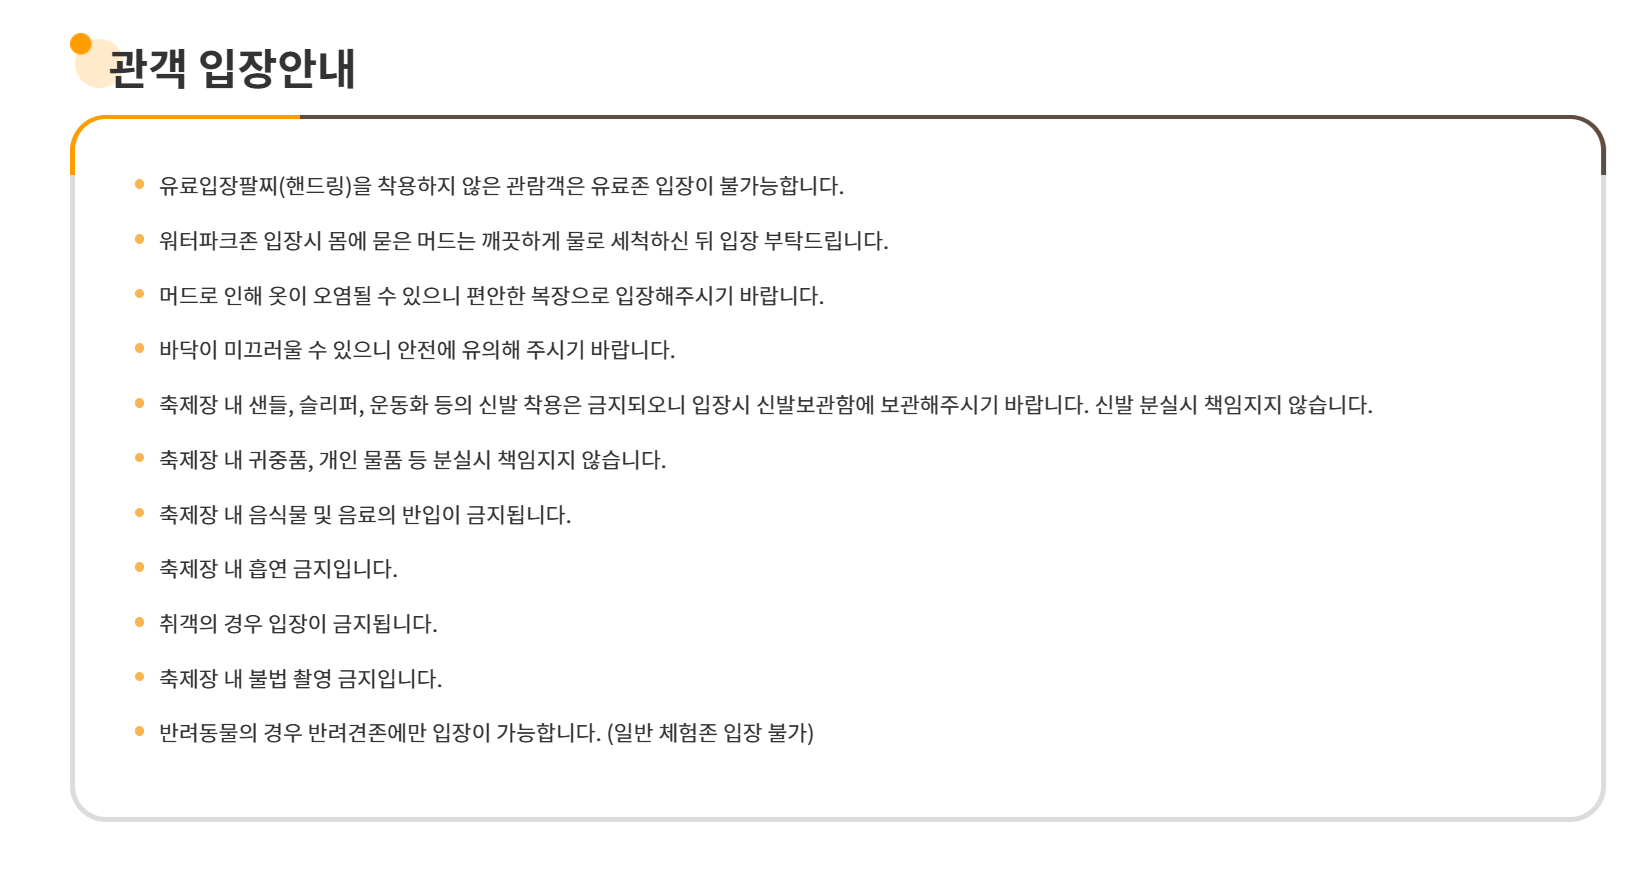 관객 입장안내
유료입장팔찌(핸드링)을 착용하지 않은 관람객은 유료존 입장이 불가능합니다.
워터파크존 입장시 몸에 묻은 머드는 깨끗하게 물로 세척하신 뒤 입장 부탁드립니다.
머드로 인해 옷이 오염될 수 있으니 편안한 복장으로 입장해주시기 바랍니다.
바닥이 미끄러울 수 있으니 안전에 유의해 주시기 바랍니다.
축제장 내 샌들, 슬리퍼, 운동화 등의 신발 착용은 금지되오니 입장시 신발보관함에 보관해주시기 바랍니다. 신발 분실시 책임지지 않습니다.
축제장 내 귀중품, 개인 물품 등 분실시 책임지지 않습니다.
축제장 내 음식물 및 음료의 반입이 금지됩니다.
축제장 내 흡연 금지입니다.
취객의 경우 입장이 금지됩니다.
축제장 내 불법 촬영 금지입니다.
반려동물의 경우 반려견존에만 입장이 가능합니다. (일반 체험존 입장 불가)